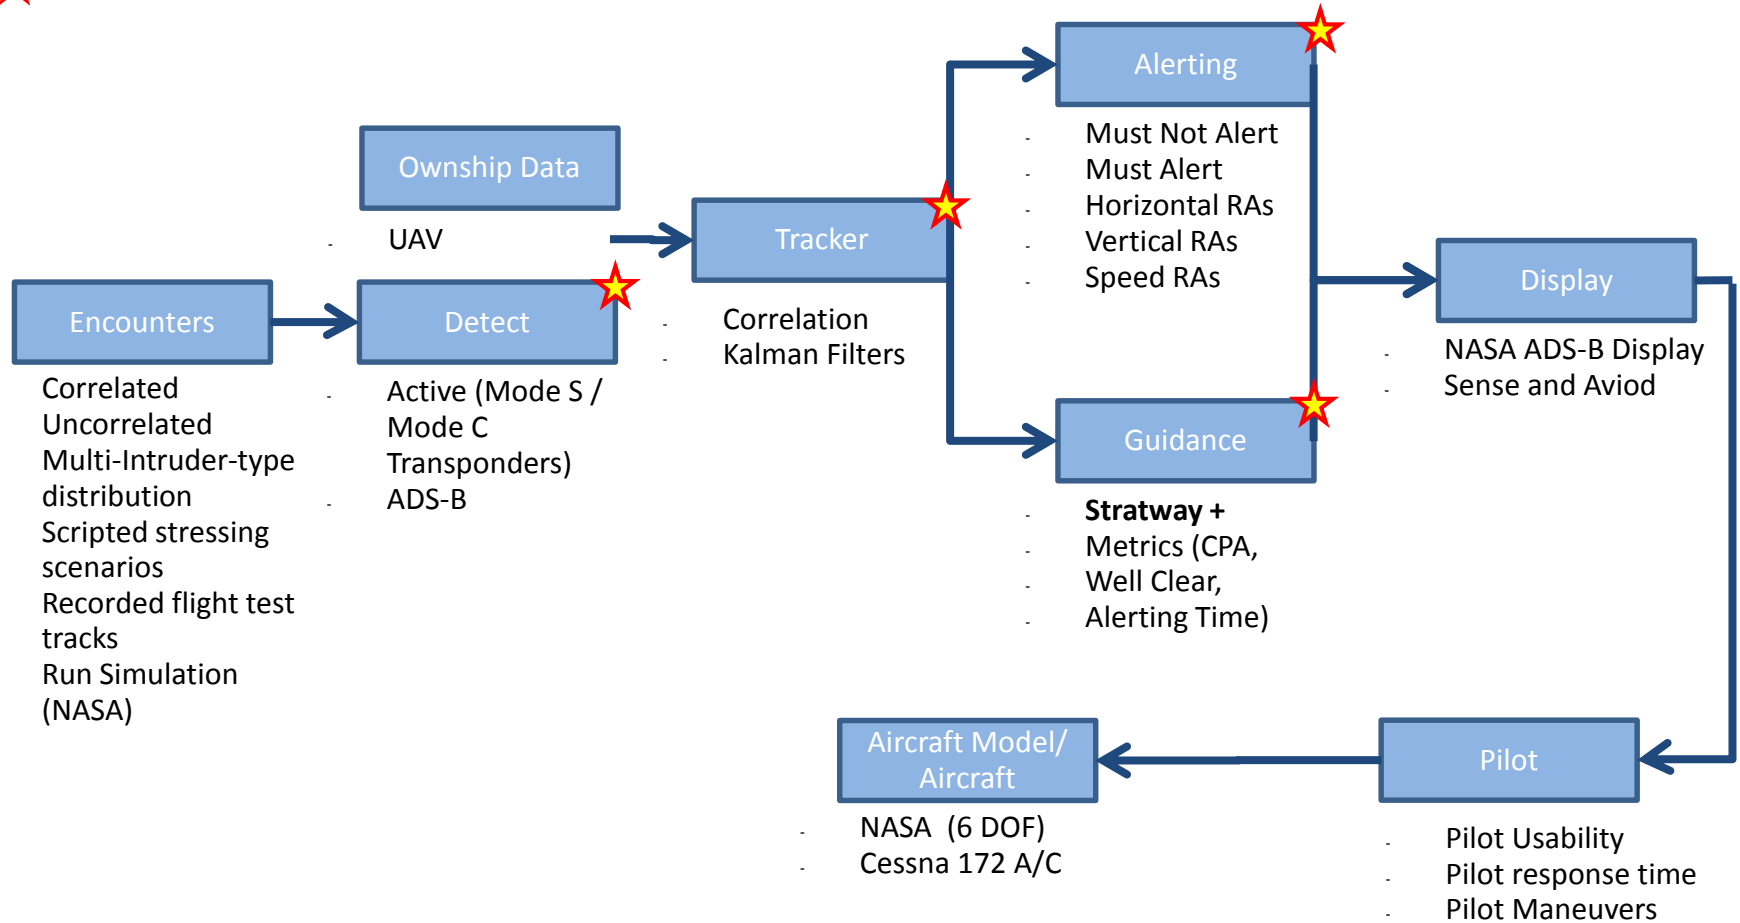 Encounters
Correlated
Uncorrelated
Multi-Intruder-type
distribution
Scripted stressing
scenarios
Recorded flight test
tracks
Run Simulation
(NASA)
Ownship Data
- UAV
Detect
- Active (Mode S /
Mode C
Transponders)
- ADS-B
Tracker
- Correlation
- Kalman Filters
Alerting
- Must Not Alert
- Must Alert
- Horizontal RAs
- Vertical RAs
- Speed RAs
Guidance
- Stratway +
- Metrics (CPA,
- Well Clear,
- Alerting Time)
Display
- NASA ADS-B Display
- Sense and Aviod
Pilot
- Pilot Usability
- Pilot response time
- Pilot Maneuvers
Aircraft Model/
Aircraft
- NASA (6 DOF)
- Cessna 172 A/C